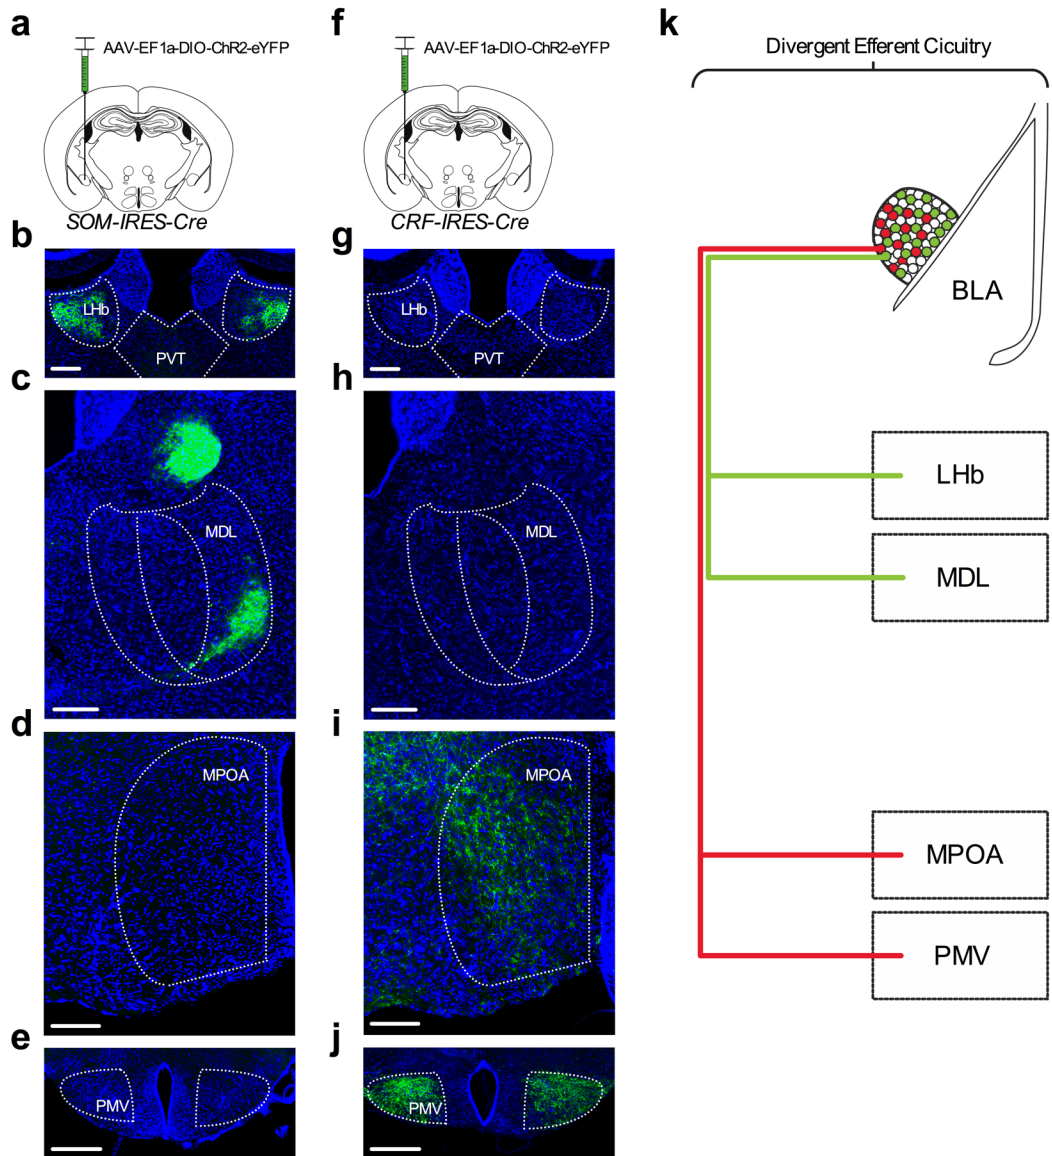 a
AAV-EF1a-DIO-ChR2-eYFP
SOM-IRES-Cre
b
LHb
PVT
c
MDL
d
MPOA
e
PMV
f
AAV-EF1a-DIO-ChR2-eYFP
CRF-IRES-Cre
g
LHb
PVT
h
MDL
i
MPOA
j
PMV
k
Divergent Efferent Cicuitry
BLA
LHb
MDL
MPOA
PMV